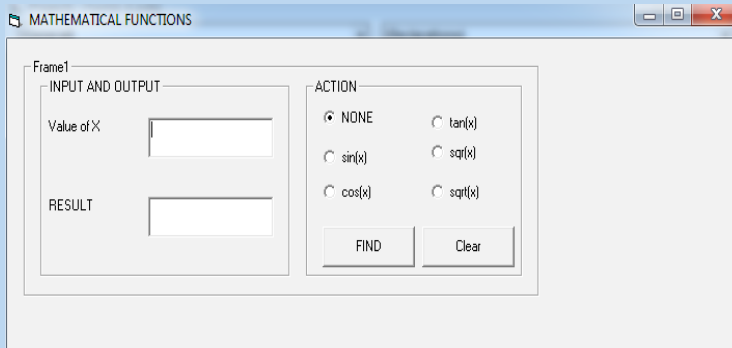 MATHEMATICAL FUNCTIONS
Frame1
INPUT AND OUTPUT
Value of X
RESULT
ACTION
NONE
tan(x)
sin(x)
sqr(x)
cos(x)
sqrt(x)
FIND
Clear